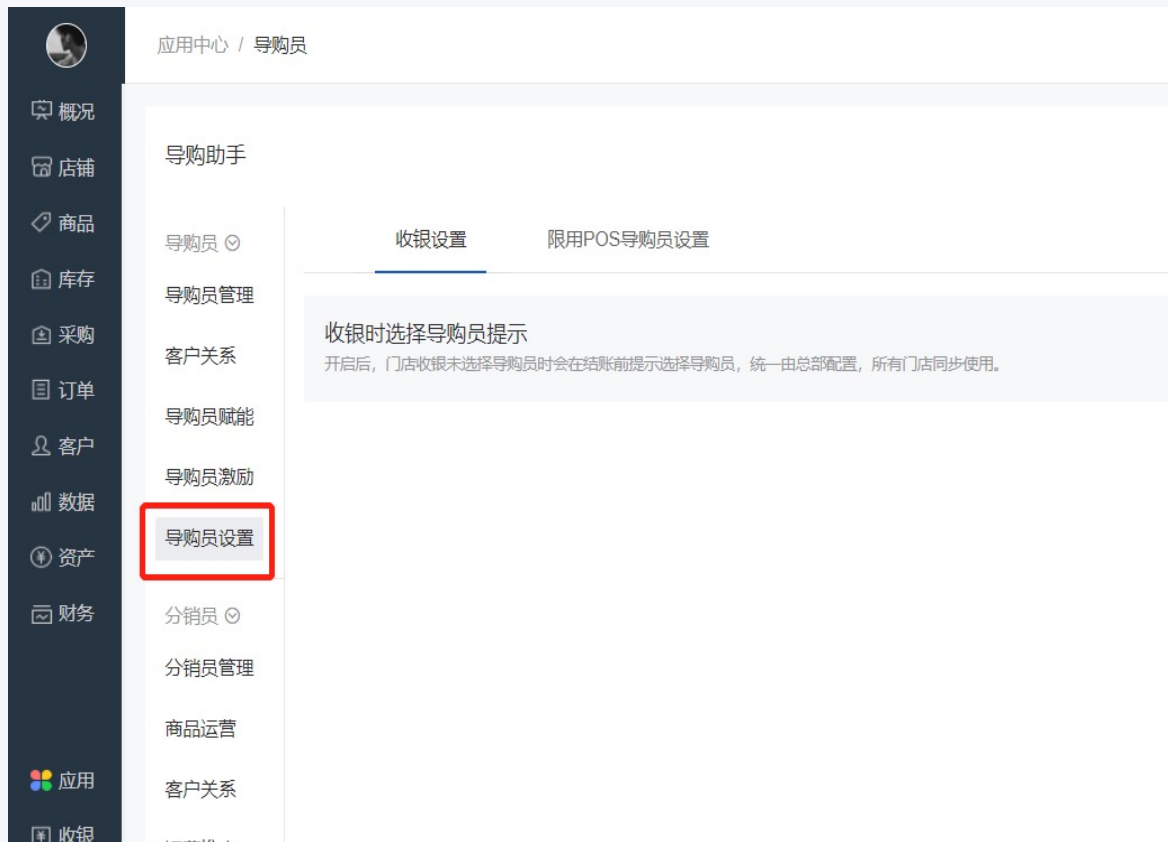 应用中心 / 导购员
概况
店铺
商品
库存
采购
订单
客户
数据
资产
财务
应用
收银
导购助手
导购员
导购员管理
客户关系
导购员赋能
导购员激励
导购员设置
分销员
分销员管理
商品运营
客户关系
收银设置 限用POS导购员设置
收银时选择导购员提示
开启后，门店收银未选择导购员时会在结账前提示选择导购员，统一由总部配置，所有门店同步使用。